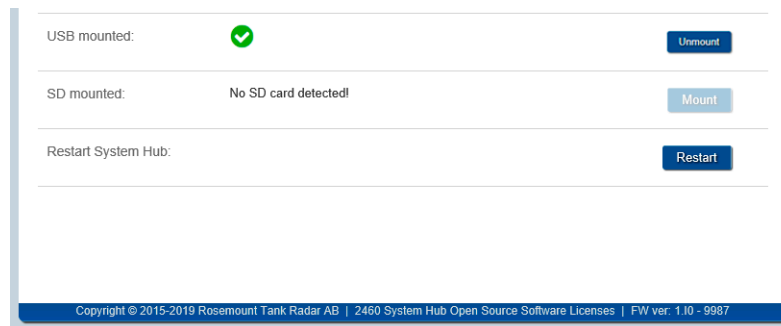 USB mounted: Unmount
SD mounted: No SD card detected! Mount
Restart System Hub: Restart
Copyright © 2015-2019 Rosemount Tank Radar AB | 2460 System Hub Open Source Software Licenses | FW ver: 1.I0 - 9987